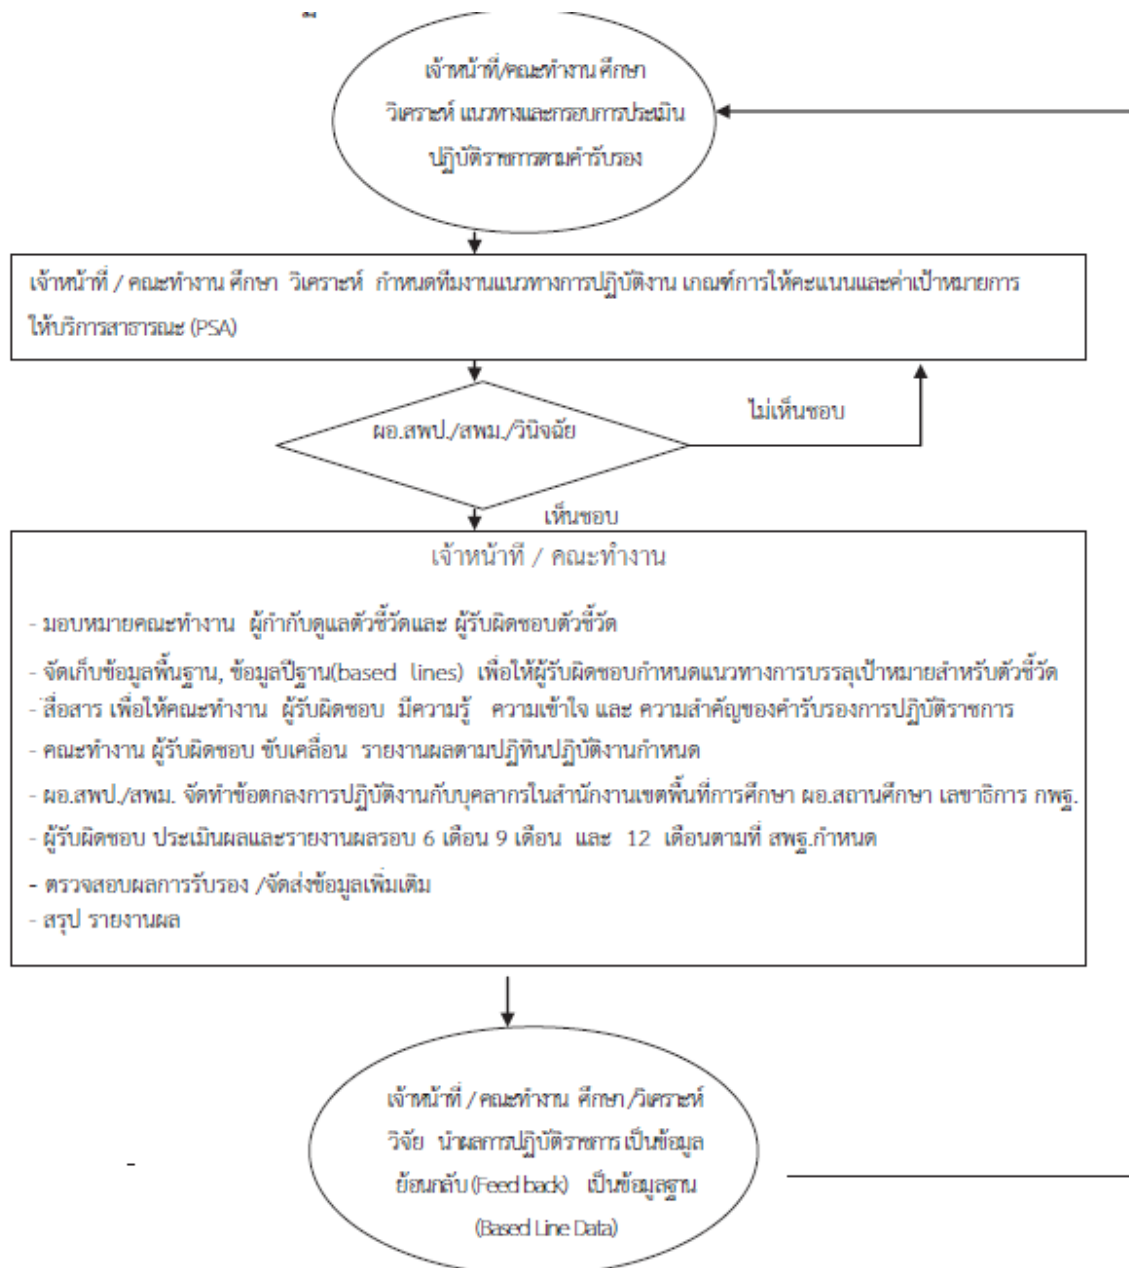 เจ้าหน้าที่/คณะทำงาน ศึกษา
วิเคราะห์ แนวทางและกรอบการประเมิน
ปฏิบัติราชการตามคำรับรอง
เจ้าหน้าที่ / คณะทำงาน ศึกษา วิเคราะห์ กำหนดทีมงานแนวทางการปฏิบัติงาน เกณฑ์การให้คะแนนและค่าเป้าหมายการ
ให้บริการสาธารณะ (PSA)
ผอ.สพป./สพม./วินิจฉัย
ไม่เห็นชอบ
เห็นชอบ
เจ้าหน้าที่ / คณะทำงาน
- มอบหมายคณะทำงาน ผู้กำกับดูแลตัวชี้วัดและ ผู้รับผิดชอบตัวชี้วัด
- จัดเก็บข้อมูลพื้นฐาน, ข้อมูลปีฐาน(based lines) เพื่อให้ผู้รับผิดชอบกำหนดแนวทางการบรรลุเป้าหมายสำหรับตัวชี้วัด
- สื่อสาร เพื่อให้คณะทำงาน ผู้รับผิดชอบ มีความรู้ ความเข้าใจ และ ความสำคัญของคำรับรองการปฏิบัติราชการ
- คณะทำงาน ผู้รับผิดชอบ ขับเคลื่อน รายงานผลตามปฏิทินปฏิบัติงานกำหนด
- ผอ.สพป./สพม. จัดทำข้อตกลงการปฏิบัติงานกับบุคลากรในสำนักงานเขตพื้นที่การศึกษา ผอ.สถานศึกษา เลขาธิการ กพฐ.
- ผู้รับผิดชอบ ประเมินผลและรายงานผลรอบ 6 เดือน 9 เดือน และ 12 เดือนตามที่ สพฐ.กำหนด
- ตรวจสอบผลการรับรอง /จัดส่งข้อมูลเพิ่มเติม
- สรุป รายงานผล
เจ้าหน้าที่ / คณะทำงาน ศึกษา /วิเคราะห์
วิจัย นำผลการปฏิบัติราชการ เป็นข้อมูล
ย้อนกลับ (Feed back) เป็นข้อมูลฐาน
(Based Line Data)
-